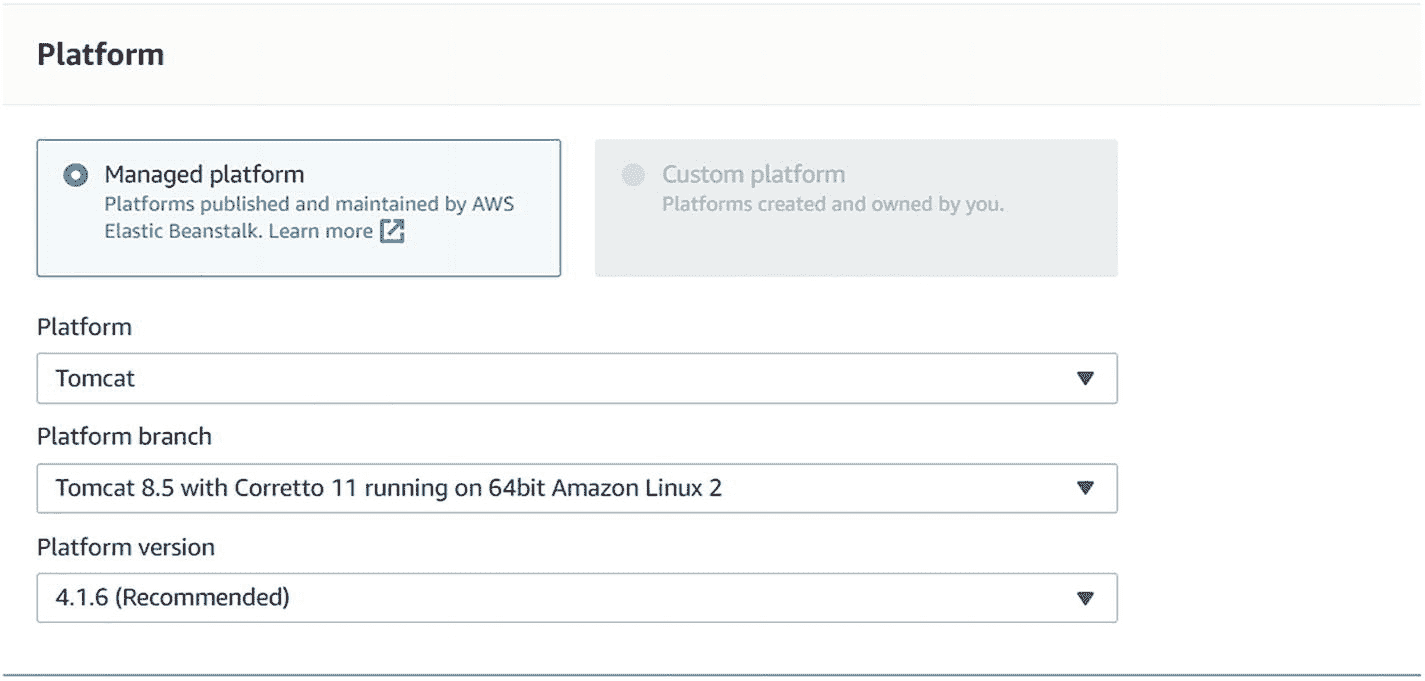 Platform
Managed platform
Platforms published and maintained by AWS
Elastic Beanstalk. Learn more
Custom platform
Platforms created and owned by you.
Platform
Tomcat
Platform branch
Tomcat 8.5 with Corretto 11 running on 64bit Amazon Linux 2
Platform version
4.1.6 (Recommended)